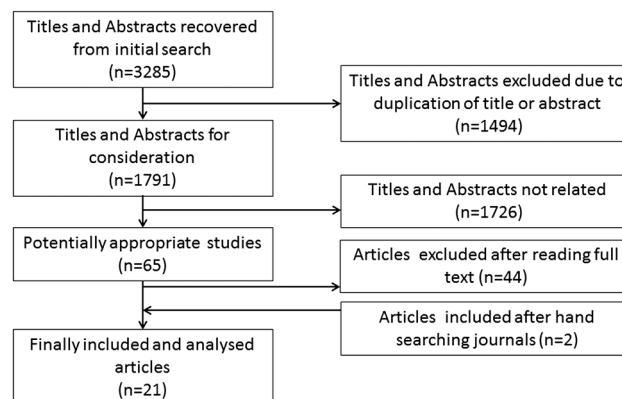 Titles and Abstracts recovered
from initial search
(n=3285)
Titles and Abstracts excluded due to
duplication of title or abstract
(n=1494)
Titles and Abstracts for
consideration
(n=1791)
Titles and Abstracts not related
(n=1726)
Potentially appropriate studies
(n=65)
Articles excluded after reading full
text (n=44)
Articles included after hand
searching journals (n=2)
Finally included and analysed
articles
(n=21)